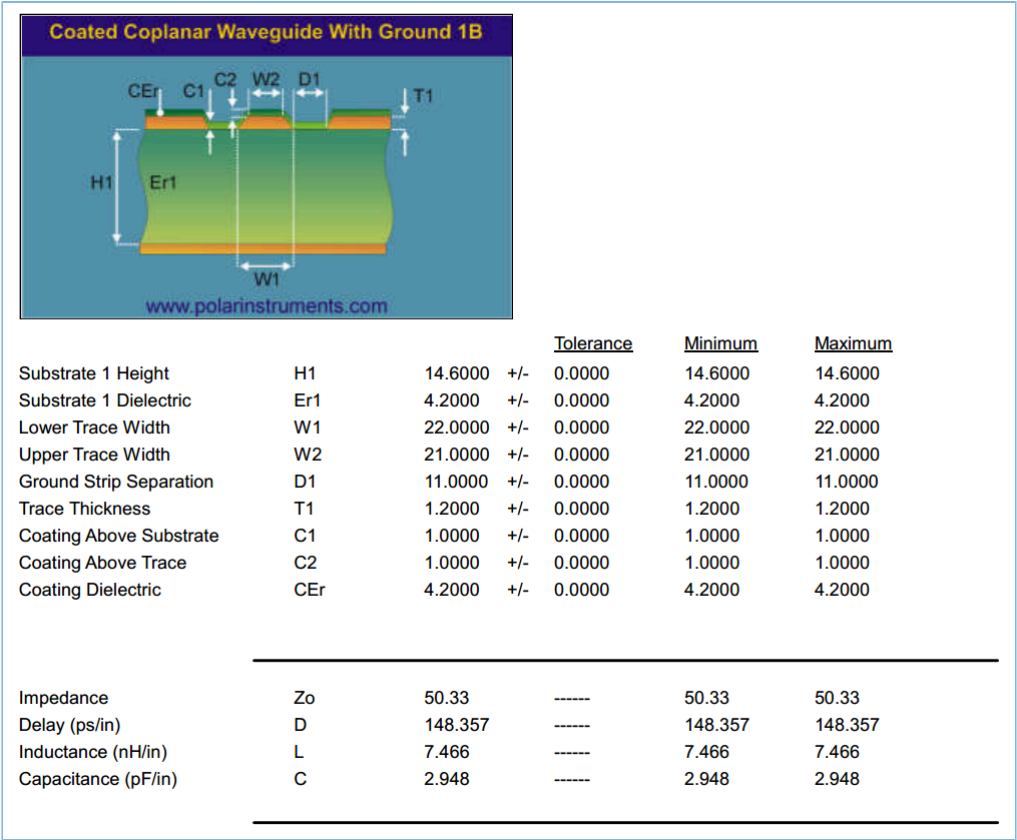 Coated Coplanar Waveguide With Ground 1B
CEr C1 C2 W2 D1 T1
H1 Er1
W1
www.polarinstruments.com
Tolerance Minimum Maximum
Substrate 1 Height H1 14.6000 +/- 0.0000 14.6000 14.6000
Substrate 1 Dielectric Er1 4.2000 +/- 0.0000 4.2000 4.2000
Lower Trace Width W1 22.0000 +/- 0.0000 22.0000 22.0000
Upper Trace Width W2 21.0000 +/- 0.0000 21.0000 21.0000
Ground Strip Separation D1 11.0000 +/- 0.0000 11.0000 11.0000
Trace Thickness T1 1.2000 +/- 0.0000 1.2000 1.2000
Coating Above Substrate C1 1.0000 +/- 0.0000 1.0000 1.0000
Coating Above Trace C2 1.0000 +/- 0.0000 1.0000 1.0000
Coating Dielectric CEr 4.2000 +/- 0.0000 4.2000 4.2000
Impedance Zo 50.33 ------ 50.33 50.33
Delay (ps/in) D 148.357 ------ 148.357 148.357
Inductance (nH/in) L 7.466 ------ 7.466 7.466
Capacitance (pF/in) C 2.948 ------ 2.948 2.948